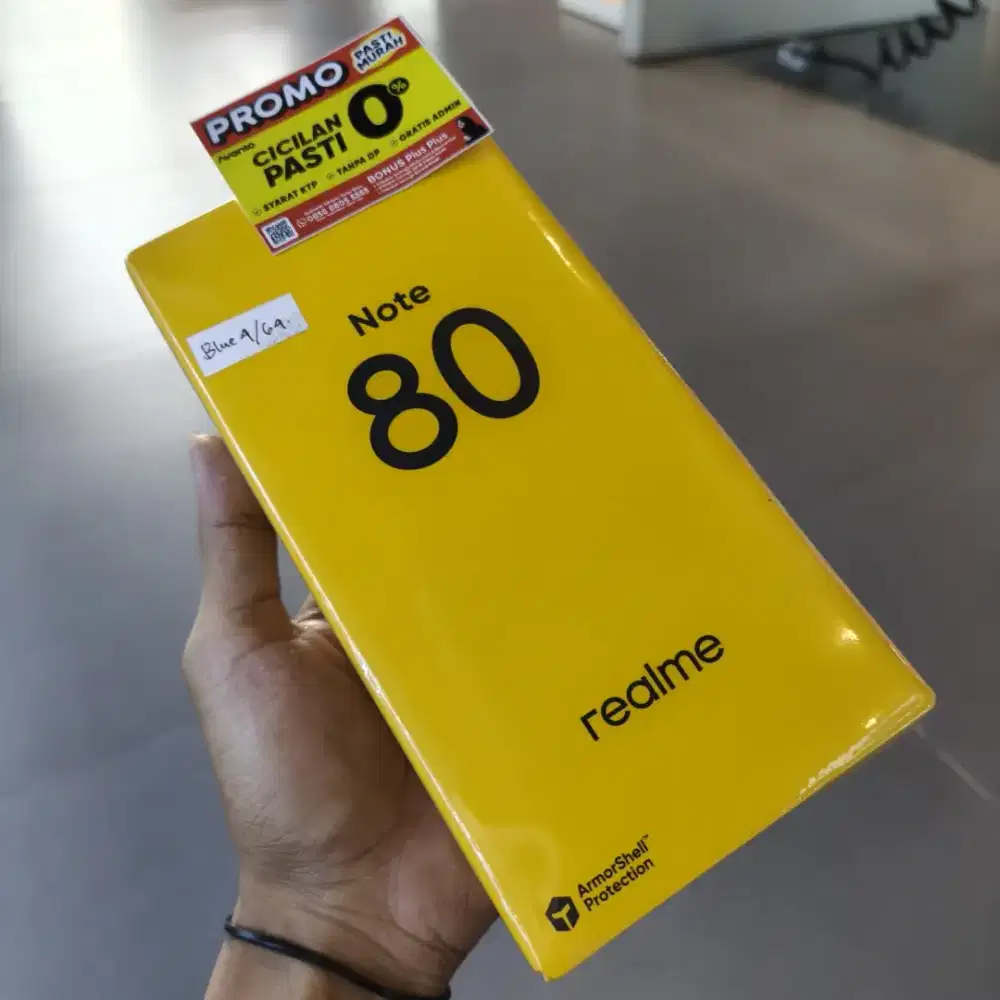 PROMO
PASTI
MURAH
CICILAN
PASTI 0%
SYARAT KTP
TANPA DP
GRATIS ADMIN
BONUS Plus Plus
Blue 4/64.
Note
80
realme
ArmorShell™
Protection